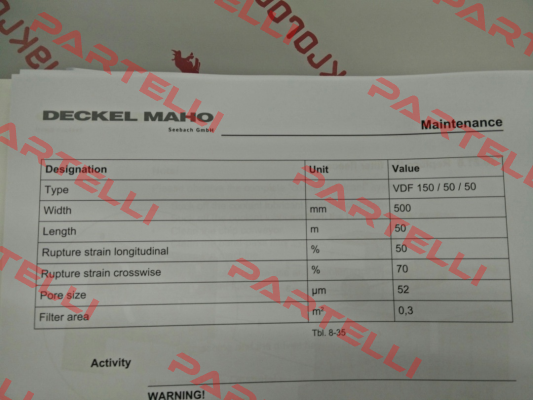 DECKEL MAHO
Seebach GmbH
Maintenance
Designation Unit Value
Type VDF 150 / 50 / 50
Width mm 500
Length m 50
Rupture strain longitudinal % 50
Rupture strain crosswise % 70
Pore size µm 52
Filter area m² 0,3
Tbl. 8-35
Activity
WARNING!
PARTELLI
PARTELLI
PARTELLI
PARTELLI
PARTELLI
PARTELLI
PARTELLI
PARTELLI